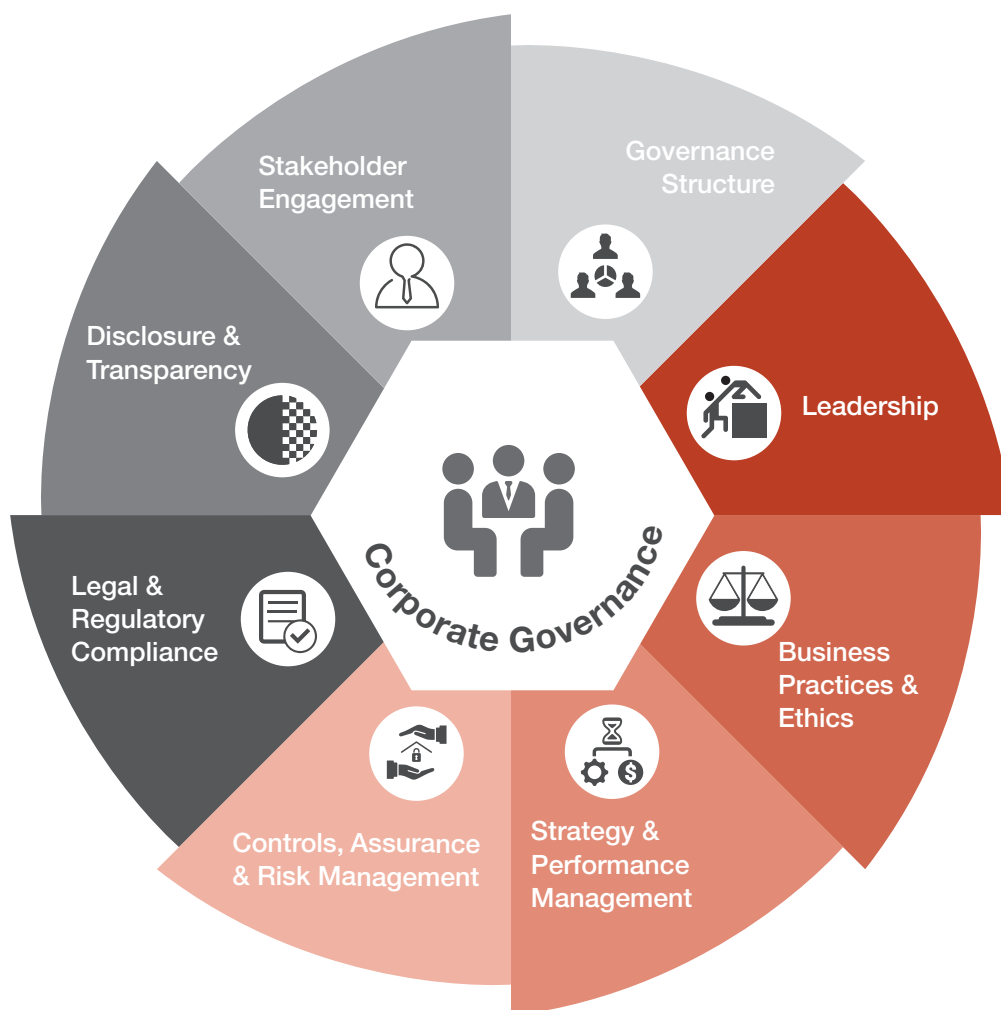 Stakeholder
Engagement
Governance
Structure
Disclosure &
Transparency
Leadership
Corporate Governance
Legal &
Regulatory
Compliance
Business
Practices &
Ethics
Controls, Assurance
& Risk Management
Strategy &
Performance
Management
$